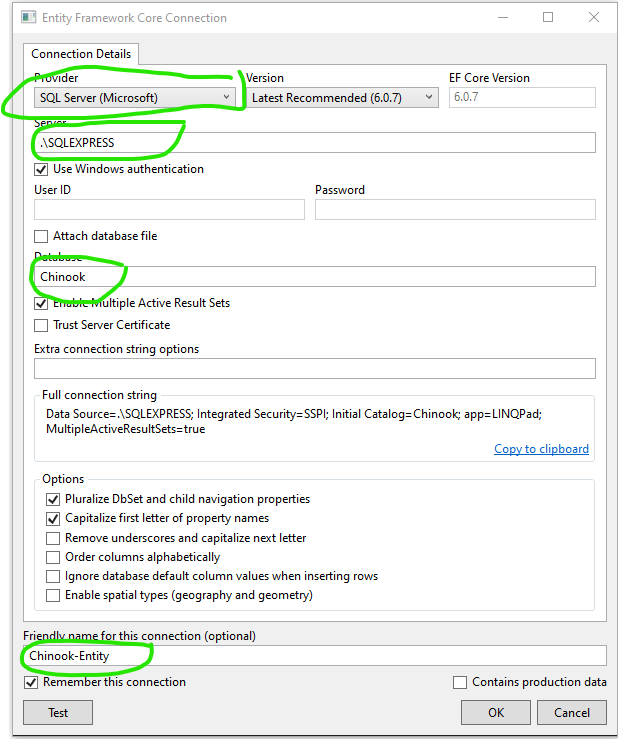 Entity Framework Core Connection
Connection Details
Provider Version EF Core Version
SQL Server (Microsoft) Latest Recommended (6.0.7) 6.0.7
Server
.\SQLEXPRESS
Use Windows authentication
User ID Password
Attach database file
Database
Chinook
Enable Multiple Active Result Sets
Trust Server Certificate
Extra connection string options
Full connection string
Data Source=.\SQLEXPRESS; Integrated Security=SSPI; Initial Catalog=Chinook; app=LINQPad;
MultipleActiveResultSets=true
Copy to clipboard
Options
Pluralize DbSet and child navigation properties
Capitalize first letter of property names
Remove underscores and capitalize next letter
Order columns alphabetically
Ignore database default column values when inserting rows
Enable spatial types (geography and geometry)
Friendly name for this connection (optional)
Chinook-Entity
Remember this connection Contains production data
Test OK Cancel